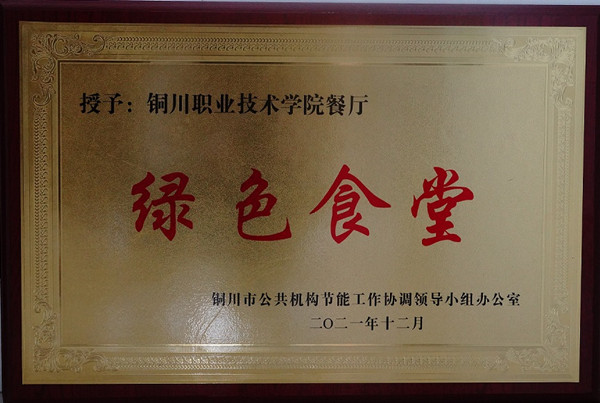 授予：铜川职业技术学院餐厅
绿色食堂
铜川市公共机构节能工作协调领导小组办公室
二〇二一年十二月